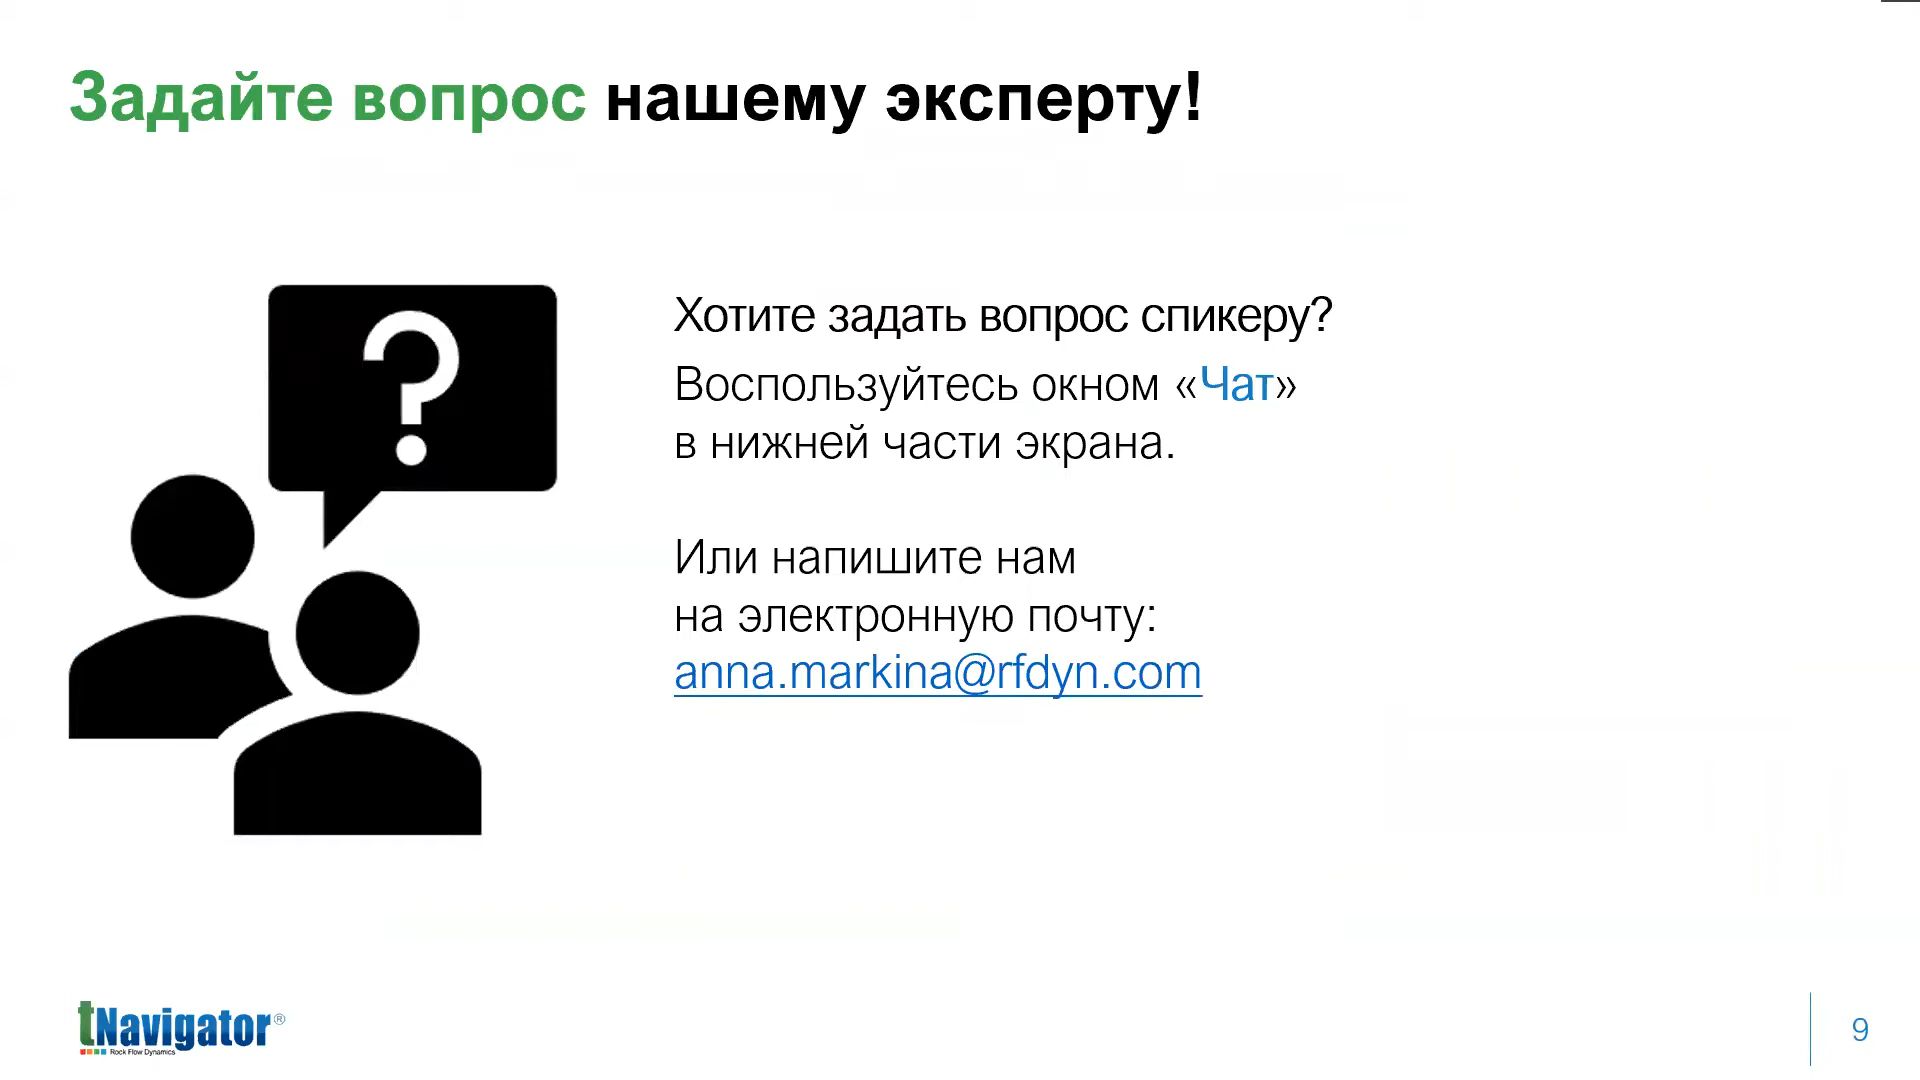 Задайте вопрос нашему эксперту!
Хотите задать вопрос спикеру?
Воспользуйтесь окном «Чат»
в нижней части экрана.
Или напишите нам
на электронную почту:
anna.markina@rfdyn.com
tNavigator®
Rock Flow Dynamics
9